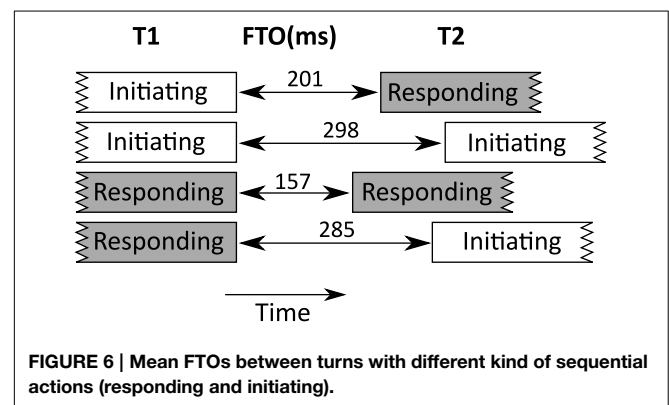 T1 FTO(ms) T2
Initiating 201 Responding
Initiating 298 Initiating
Responding 157 Responding
Responding 285 Initiating
Time
FIGURE 6 | Mean FTOs between turns with different kind of sequential
actions (responding and initiating).